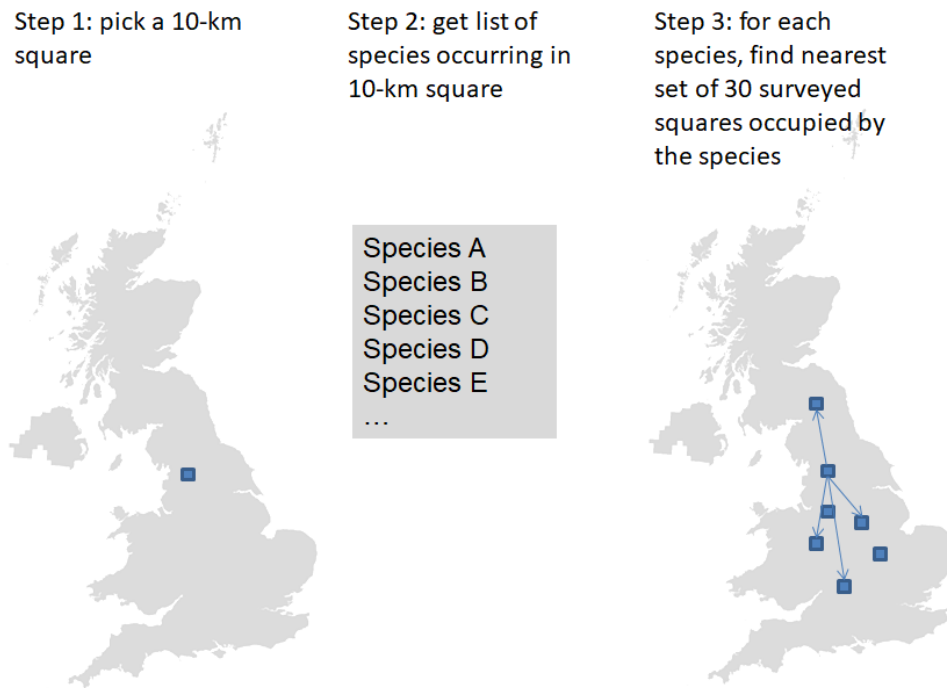 Step 1: pick a 10-km
square
Step 2: get list of
species occurring in
10-km square
Species A
Species B
Species C
Species D
Species E
…
Step 3: for each
species, find nearest
set of 30 surveyed
squares occupied by
the species